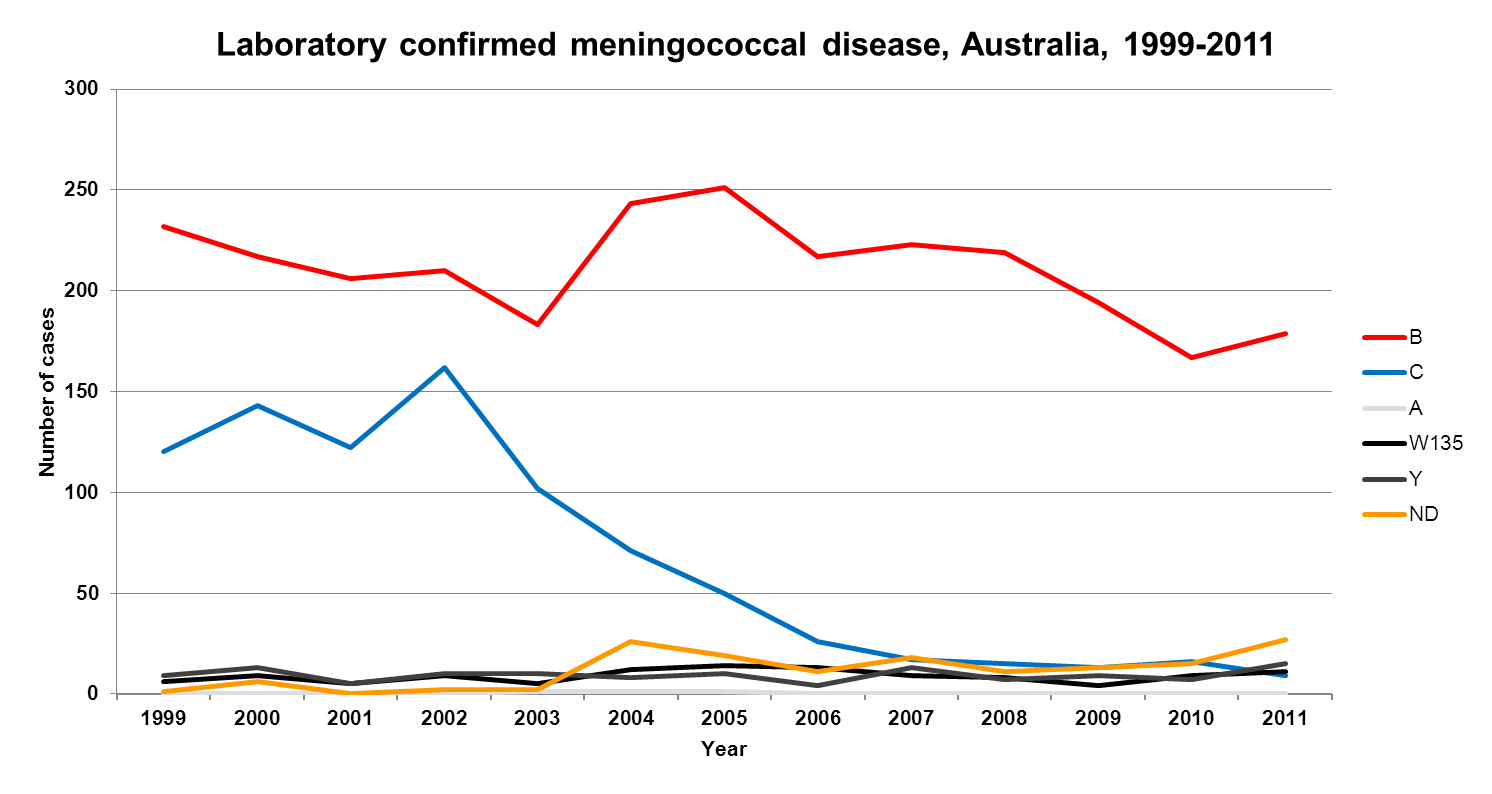 Laboratory confirmed meningococcal disease, Australia, 1999-2011
300
250
200
150
100
50
0
Number of cases
1999 2000 2001 2002 2003 2004 2005 2006 2007 2008 2009 2010 2011
Year
B
C
A
W135
Y
ND